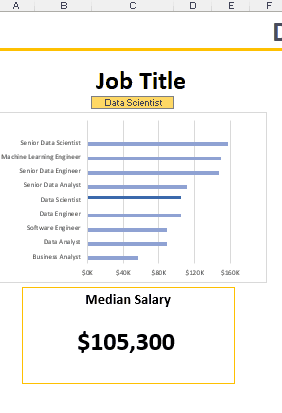 A B C D E F
D
Job Title
Data Scientist
Senior Data Scientist
Machine Learning Engineer
Senior Data Engineer
Senior Data Analyst
Data Scientist
Data Engineer
Software Engineer
Data Analyst
Business Analyst
$0K $40K $80K $120K $160K
Median Salary
$105,300